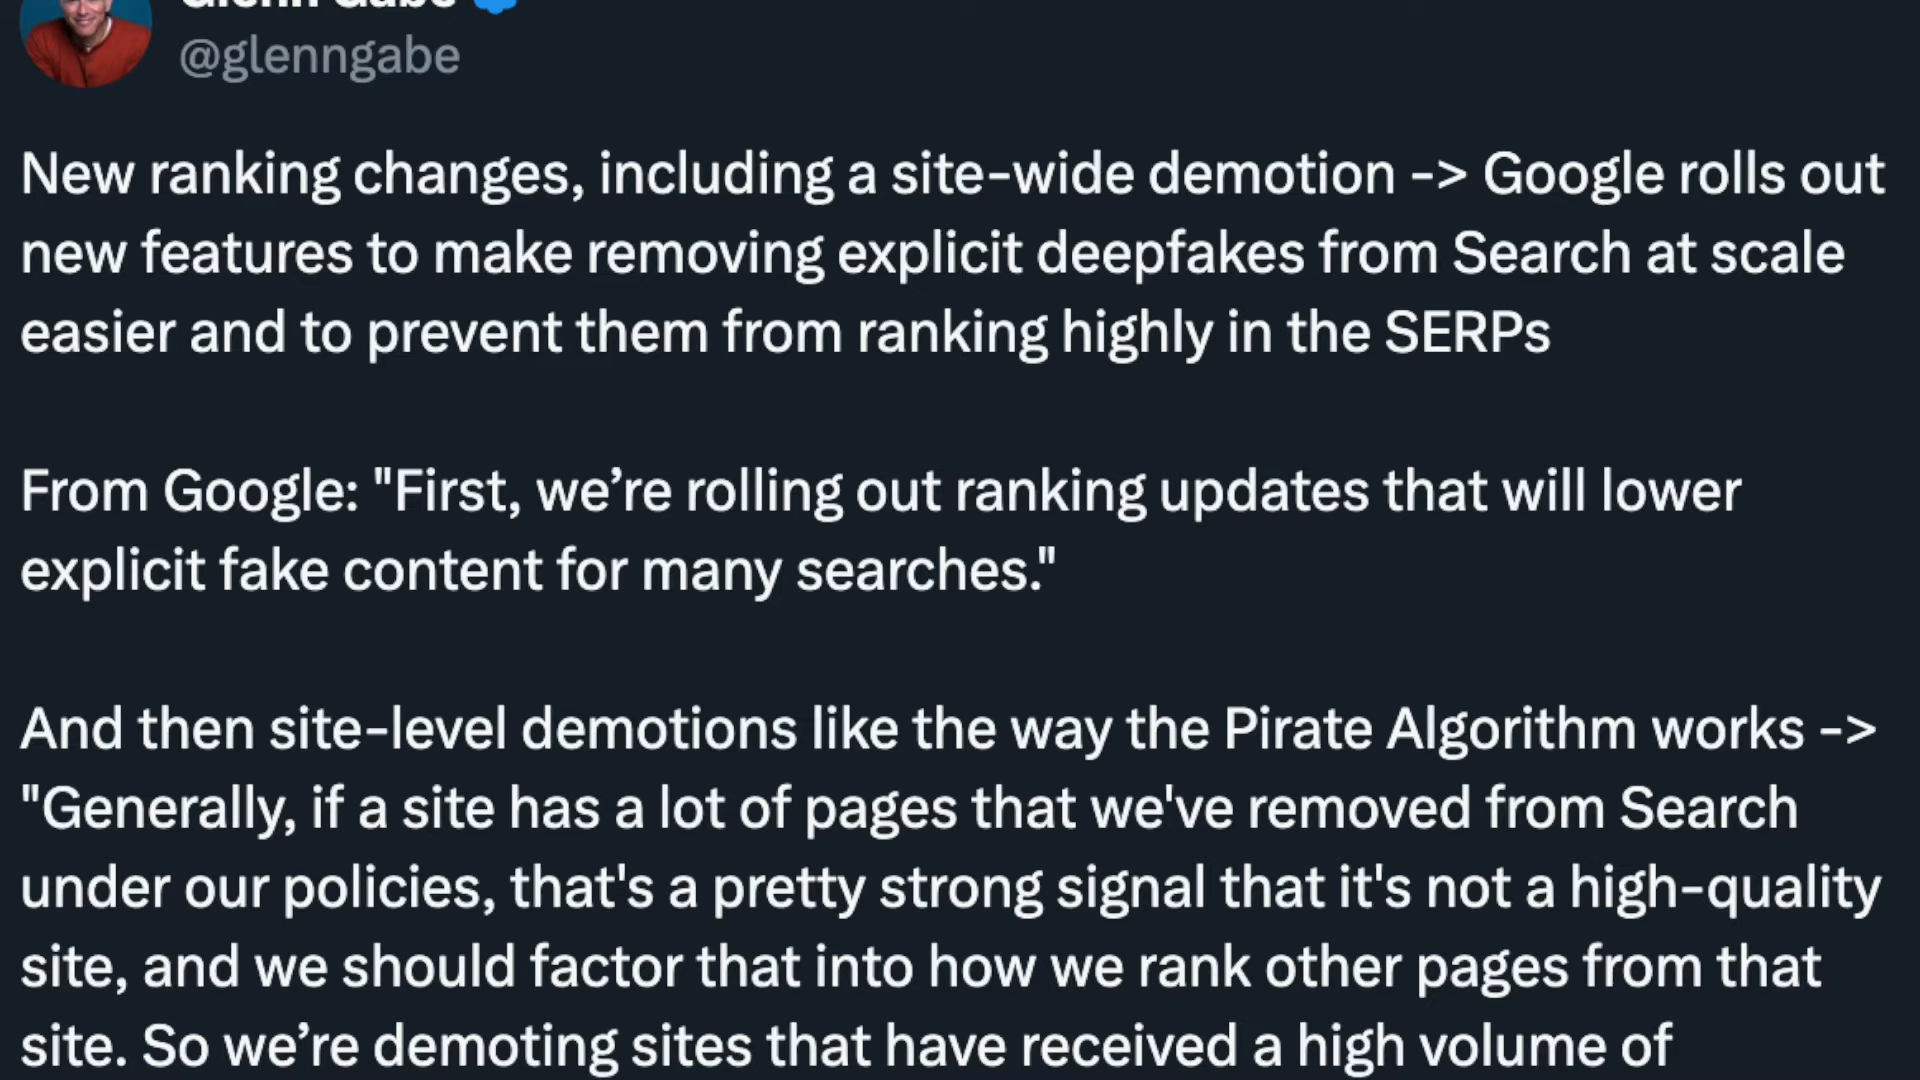 Glenn Gabe
@glenngabe
New ranking changes, including a site-wide demotion -> Google rolls out
new features to make removing explicit deepfakes from Search at scale
easier and to prevent them from ranking highly in the SERPs
From Google: "First, we’re rolling out ranking updates that will lower
explicit fake content for many searches."
And then site-level demotions like the way the Pirate Algorithm works ->
"Generally, if a site has a lot of pages that we've removed from Search
under our policies, that's a pretty strong signal that it's not a high-quality
site, and we should factor that into how we rank other pages from that
site. So we’re demoting sites that have received a high volume of